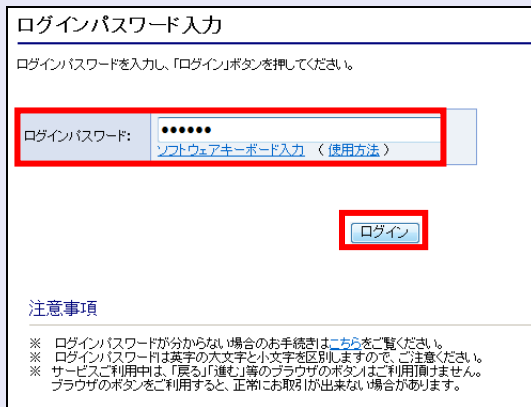 ログインパスワード入力
ログインパスワードを入力し、「ログイン」ボタンを押してください。
ログインパスワード: ●●●●●●
ソフトウェアキーボード入力 （使用方法）
ログイン
注意事項
※ ログインパスワードが分からない場合のお手続きはこちらをご覧ください。
※ ログインパスワードは英字の大文字と小文字を区別しますので、ご注意ください。
※ サービスご利用中は、「戻る」「進む」等のブラウザのボタンはご利用頂けません。
ブラウザのボタンをご利用すると、正常にお取引が出来ない場合があります。